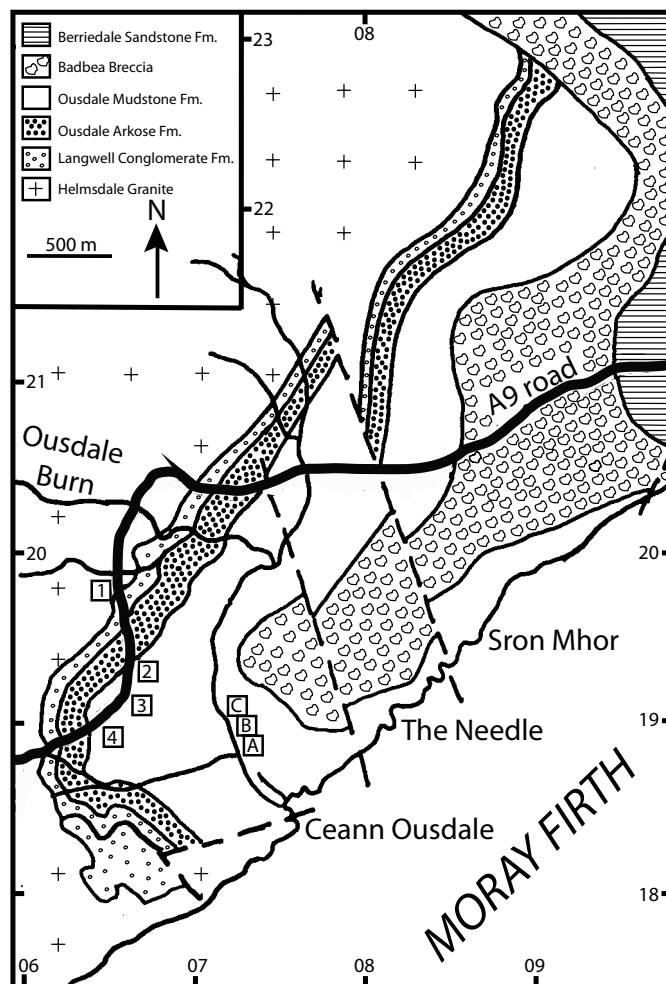 Berriedale Sandstone Fm.
Badbea Breccia
Ousdale Mudstone Fm.
Ousdale Arkose Fm.
Langwell Conglomerate Fm.
Helmsdale Granite
N
500 m
08
23
22
21
A9 road
Ousdale
Burn
20
20
1
Sron Mhor
2
3
C
B
A
4
19
The Needle
Ceann Ousdale
MORAY FIRTH
18
06
07
08
09